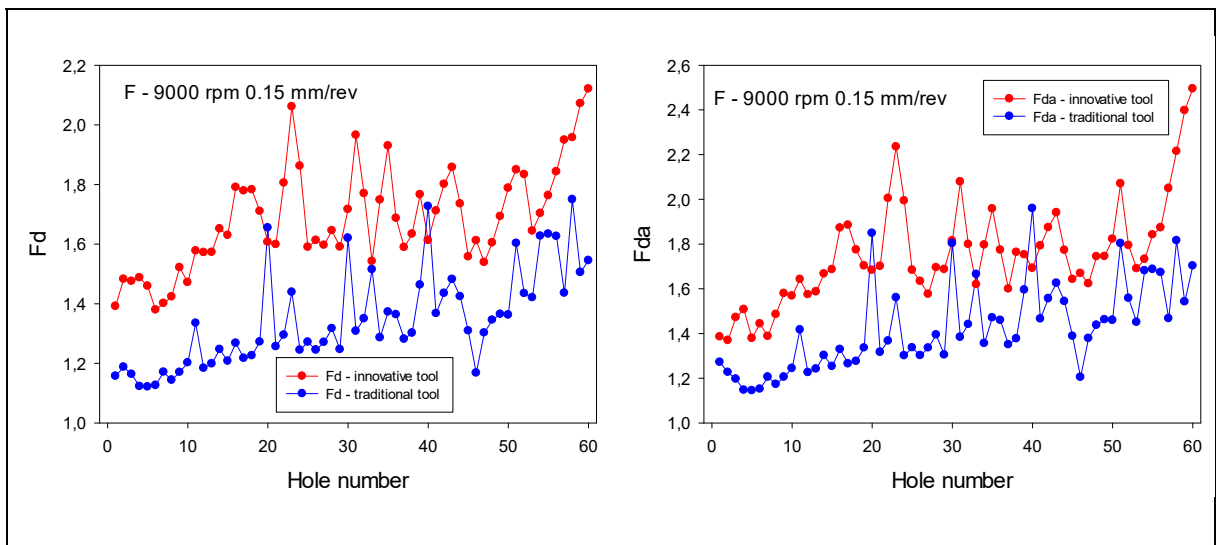 F - 9000 rpm 0.15 mm/rev
Fd
2,2
2,0
1,8
1,6
1,4
1,2
1,0
0 10 20 30 40 50 60
Hole number
Fd - innovative tool
Fd - traditional tool
F - 9000 rpm 0.15 mm/rev
Fda - innovative tool
Fda - traditional tool
Fda
2,6
2,4
2,2
2,0
1,8
1,6
1,4
1,2
1,0
0 10 20 30 40 50 60
Hole number